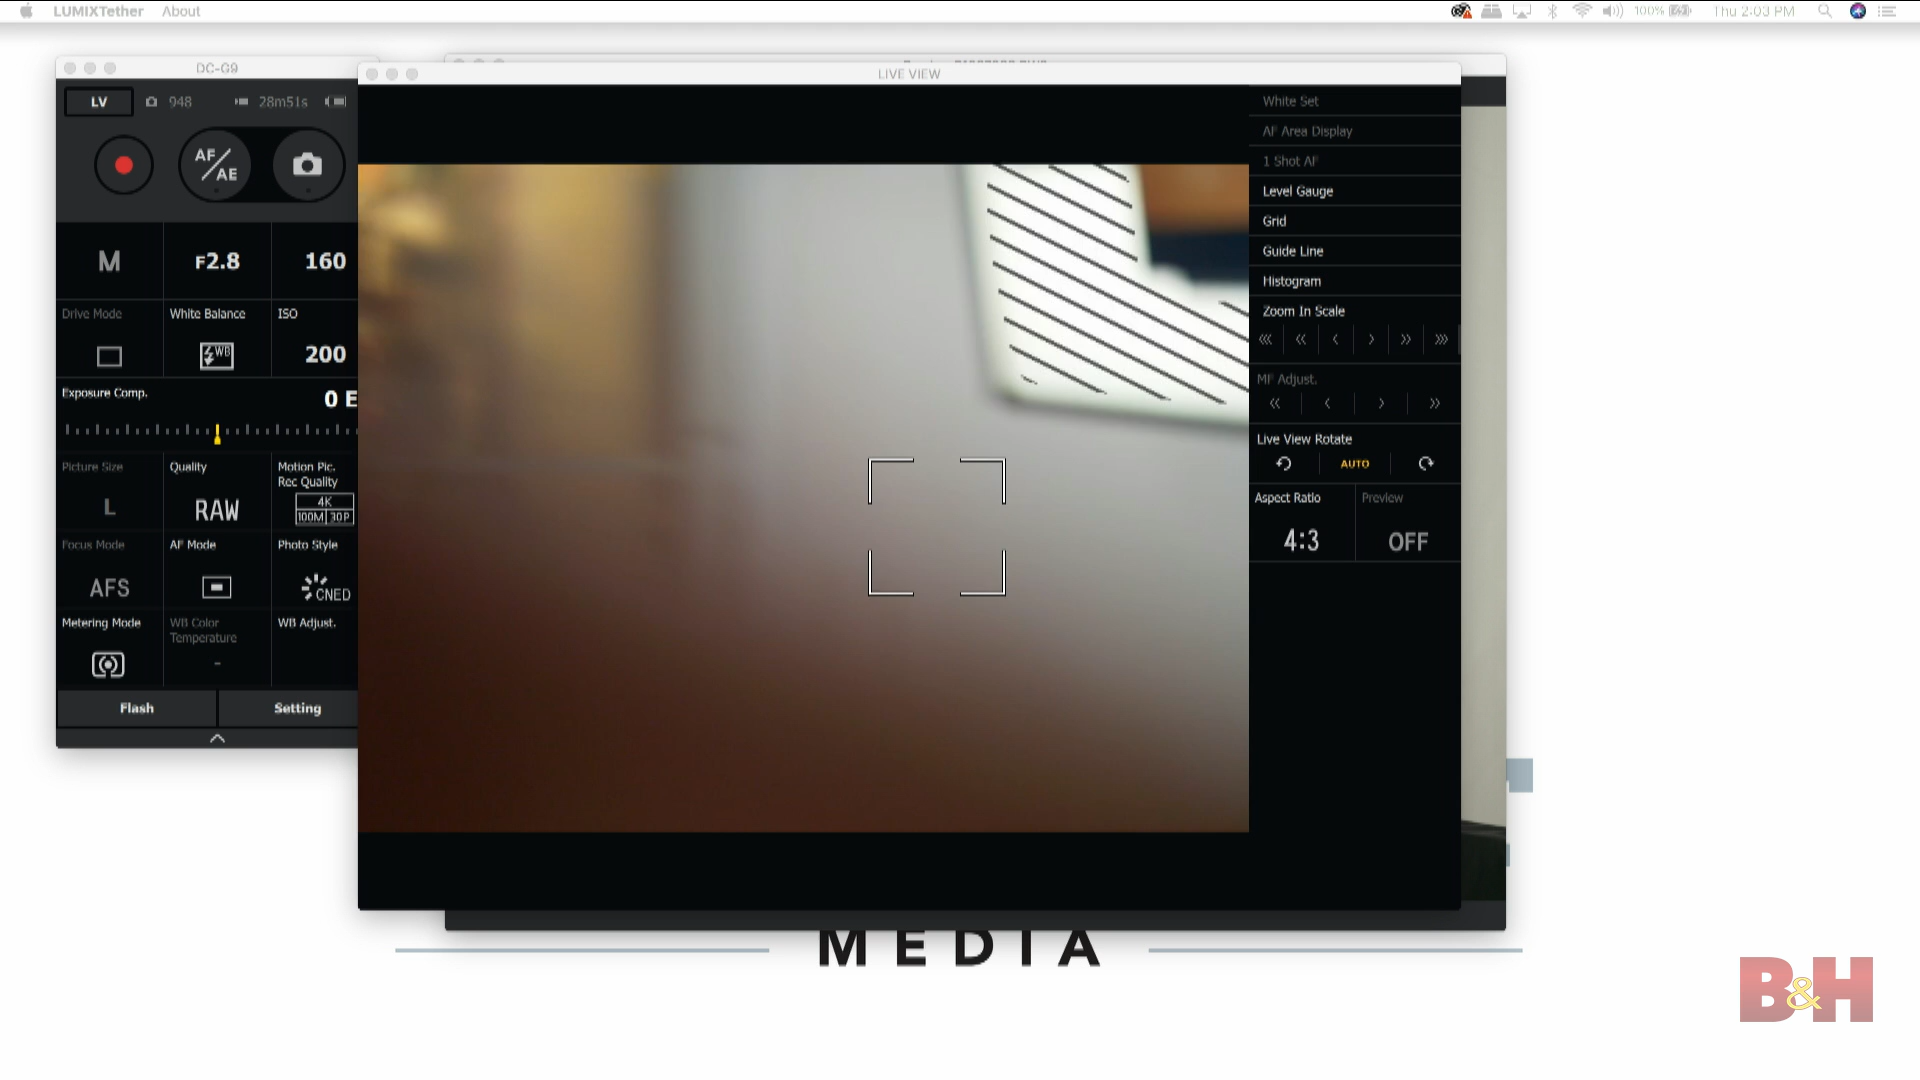 LUMIXTether About
100% Thu 2:03 PM
DC-G9
LV 948 28m51s
AF/AE
M F2.8 160
Drive Mode White Balance ISO
WB 200
Exposure Comp.
0 E
Picture Size Quality Motion Pic. Rec Quality
L RAW 4K 100M 30P
Focus Mode AF Mode Photo Style
AFS CNED
Metering Mode WB Color Temperature WB Adjust.
-
Flash Setting
LIVE VIEW
White Set
AF Area Display
1 Shot AF
Level Gauge
Grid
Guide Line
Histogram
Zoom In Scale
MF Adjust.
Live View Rotate
AUTO
Aspect Ratio Preview
4:3 OFF
MEDIA
B&H